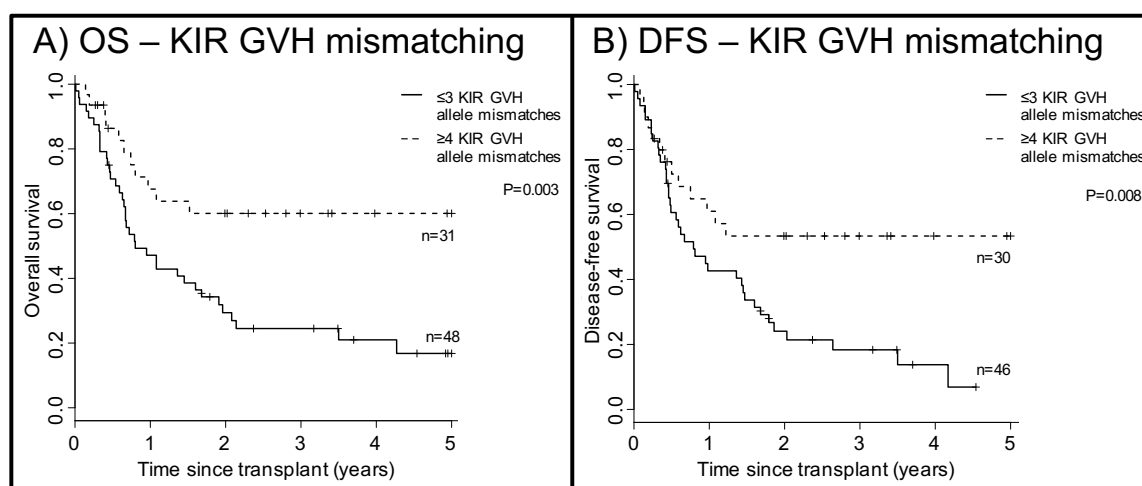 A) OS – KIR GVH mismatching
1.0
0.8
0.6
0.4
0.2
0.0
Overall survival
≤3 KIR GVH
allele mismatches
≥4 KIR GVH
allele mismatches
P=0.003
n=31
n=48
0 1 2 3 4 5
Time since transplant (years)
B) DFS – KIR GVH mismatching
1.0
0.8
0.6
0.4
0.2
0.0
Disease-free survival
≤3 KIR GVH
allele mismatches
≥4 KIR GVH
allele mismatches
P=0.008
n=30
n=46
0 1 2 3 4 5
Time since transplant (years)